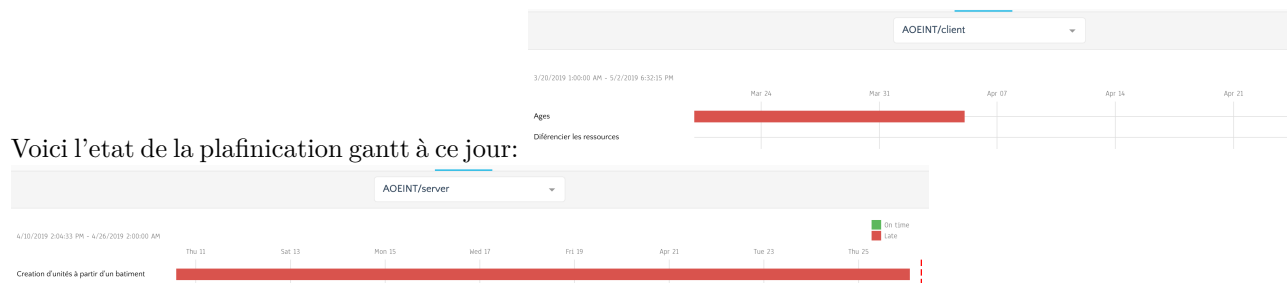 AOEINT/client
3/20/2019 1:00:00 AM - 5/2/2019 6:32:15 PM
Mar 24 Mar 31 Apr 07 Apr 14 Apr 21
Ages
Diférencier les ressources
Voici l'etat de la plafinication gantt à ce jour:
AOEINT/server
On time
4/10/2019 2:04:33 PM - 4/26/2019 2:00:00 AM
Late
Thu 11 Sat 13 Mon 15 Wed 17 Fri 19 Apr 21 Tue 23 Thu 25
Creation d'unités à partir d'un batiment